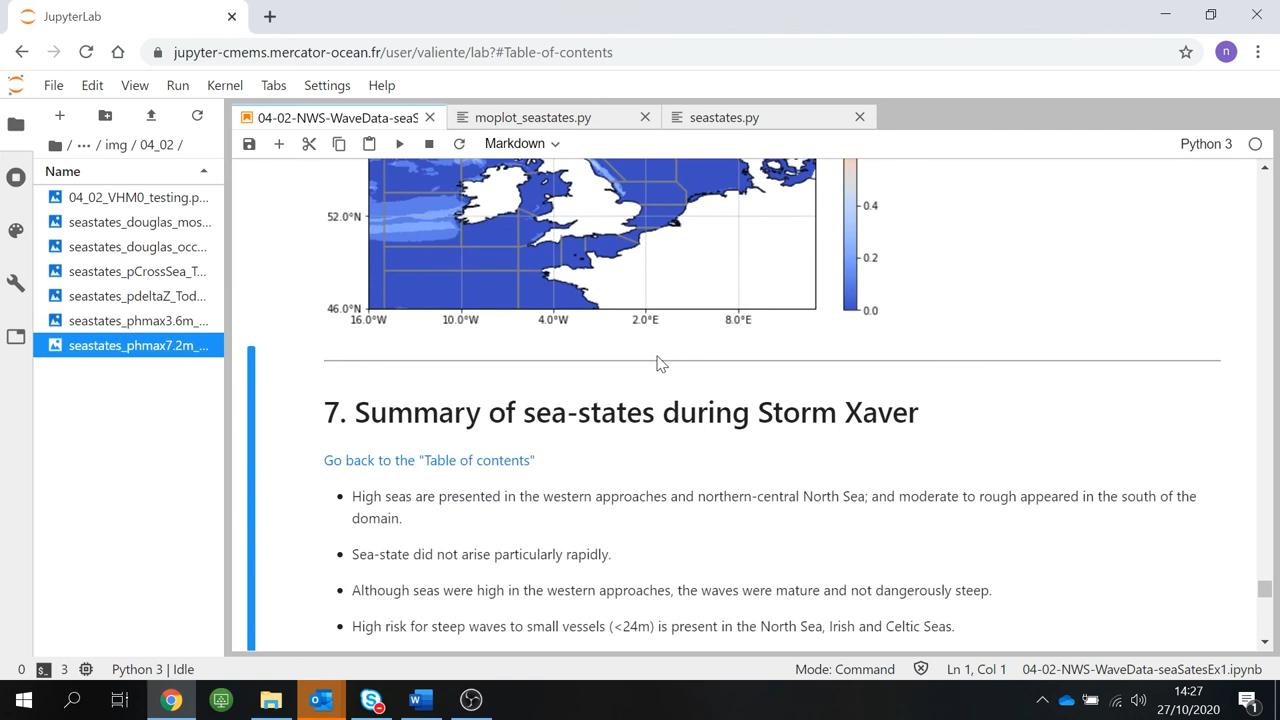 JupyterLab
jupyter-cmems.mercator-ocean.fr/user/valiente/lab?#Table-of-contents
n
File Edit View Run Kernel Tabs Settings Help
04-02-NWS-WaveData-seaS
moplot_seastates.py
seastates.py
/ ··· / img / 04_02 /
Markdown
Python 3
Name
04_02_VHM0_testing.p...
seastates_douglas_mos...
seastates_douglas_occ...
seastates_pCrossSea_T...
seastates_pdeltaZ_Tod...
seastates_phmax3.6m_...
seastates_phmax7.2m_...
52.0°N
46.0°N
16.0°W 10.0°W 4.0°W 2.0°E 8.0°E
0.4
0.2
0.0
7. Summary of sea-states during Storm Xaver
Go back to the "Table of contents"
• High seas are presented in the western approaches and northern-central North Sea; and moderate to rough appeared in the south of the
domain.
• Sea-state did not arise particularly rapidly.
• Although seas were high in the western approaches, the waves were mature and not dangerously steep.
• High risk for steep waves to small vessels (<24m) is present in the North Sea, Irish and Celtic Seas.
0 3 Python 3 | Idle Mode: Command Ln 1, Col 1 04-02-NWS-WaveData-seaSatesEx1.ipynb
14:27
27/10/2020
1